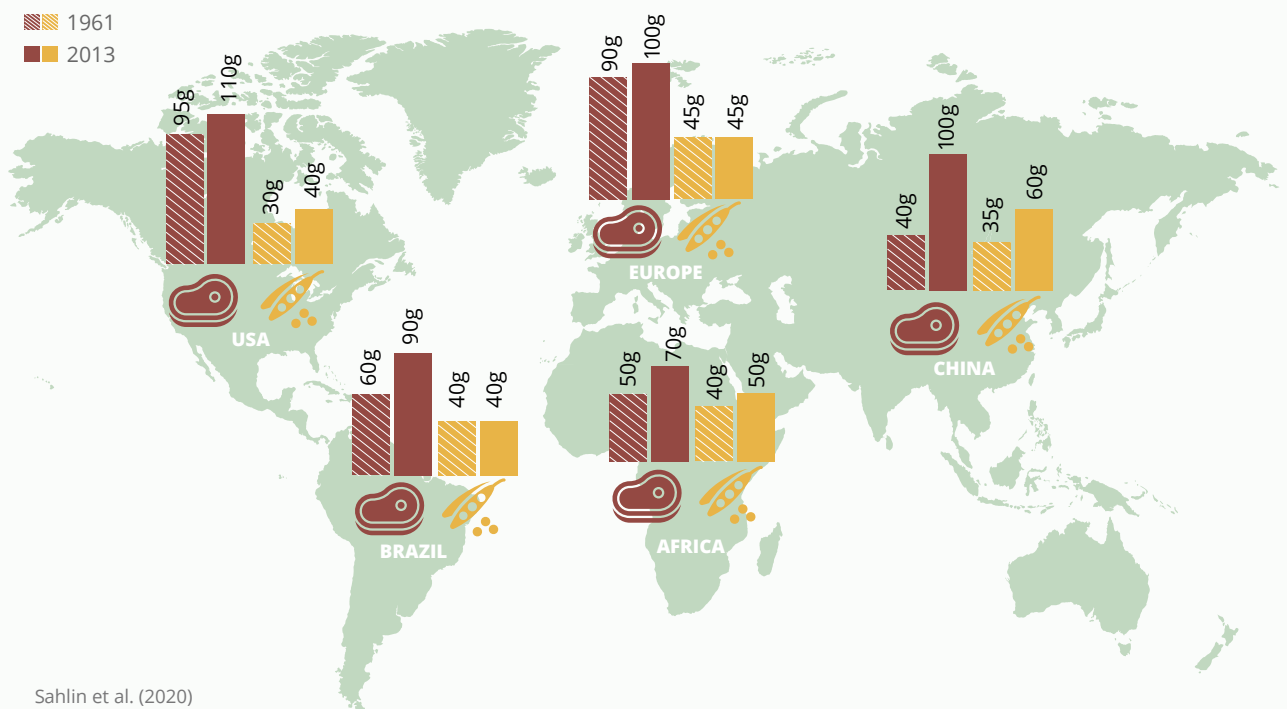 1961
2013
95g
110g
30g
40g
USA
90g
100g
45g
45g
EUROPE
40g
100g
35g
60g
CHINA
60g
90g
40g
40g
BRAZIL
50g
70g
40g
50g
AFRICA
Sahlin et al. (2020)